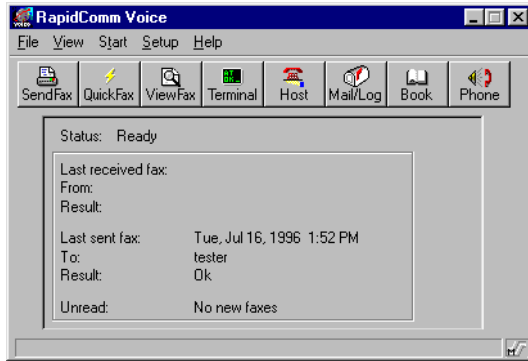 RapidComm Voice
File View Start Setup Help
SendFax QuickFax ViewFax Terminal Host Mail/Log Book Phone
Status: Ready
Last received fax:
From:
Result:
Last sent fax: Tue, Jul 16, 1996 1:52 PM
To: tester
Result: Ok
Unread: No new faxes